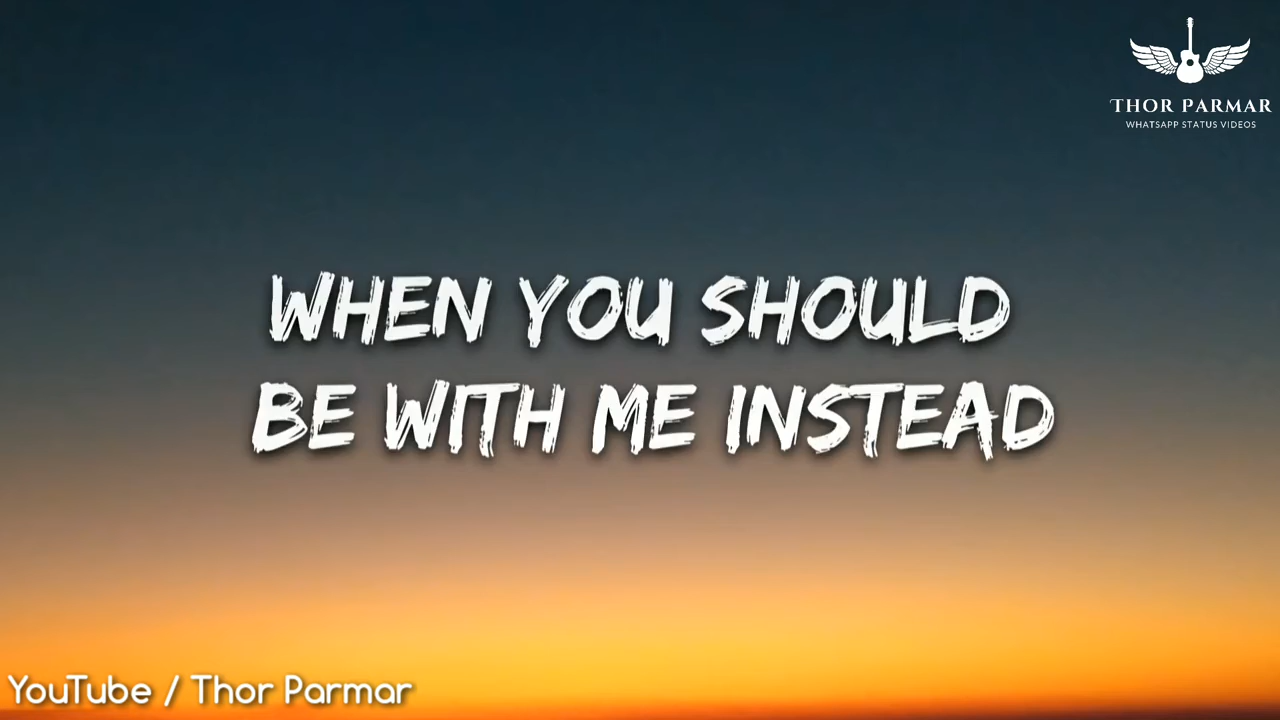 THOR PARMAR
WHATSAPP STATUS VIDEOS
WHEN YOU SHOULD
BE WITH ME INSTEAD
YouTube / Thor Parmar